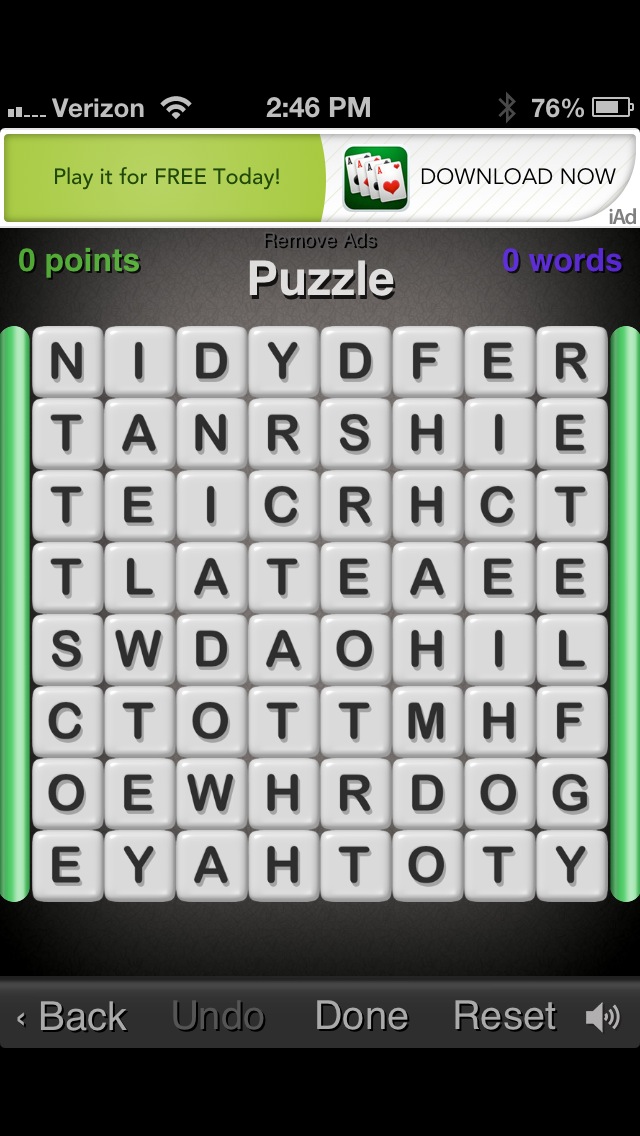 Verizon 2:46 PM 76%
Play it for FREE Today! DOWNLOAD NOW
iAd
Remove Ads
0 points Puzzle 0 words
N I D Y D F E R
T A N R S H I E
T E I C R H C T
T L A T E A E E
S W D A O H I L
C T O T T M H F
O E W H R D O G
E Y A H T O T Y
‹ Back Undo Done Reset